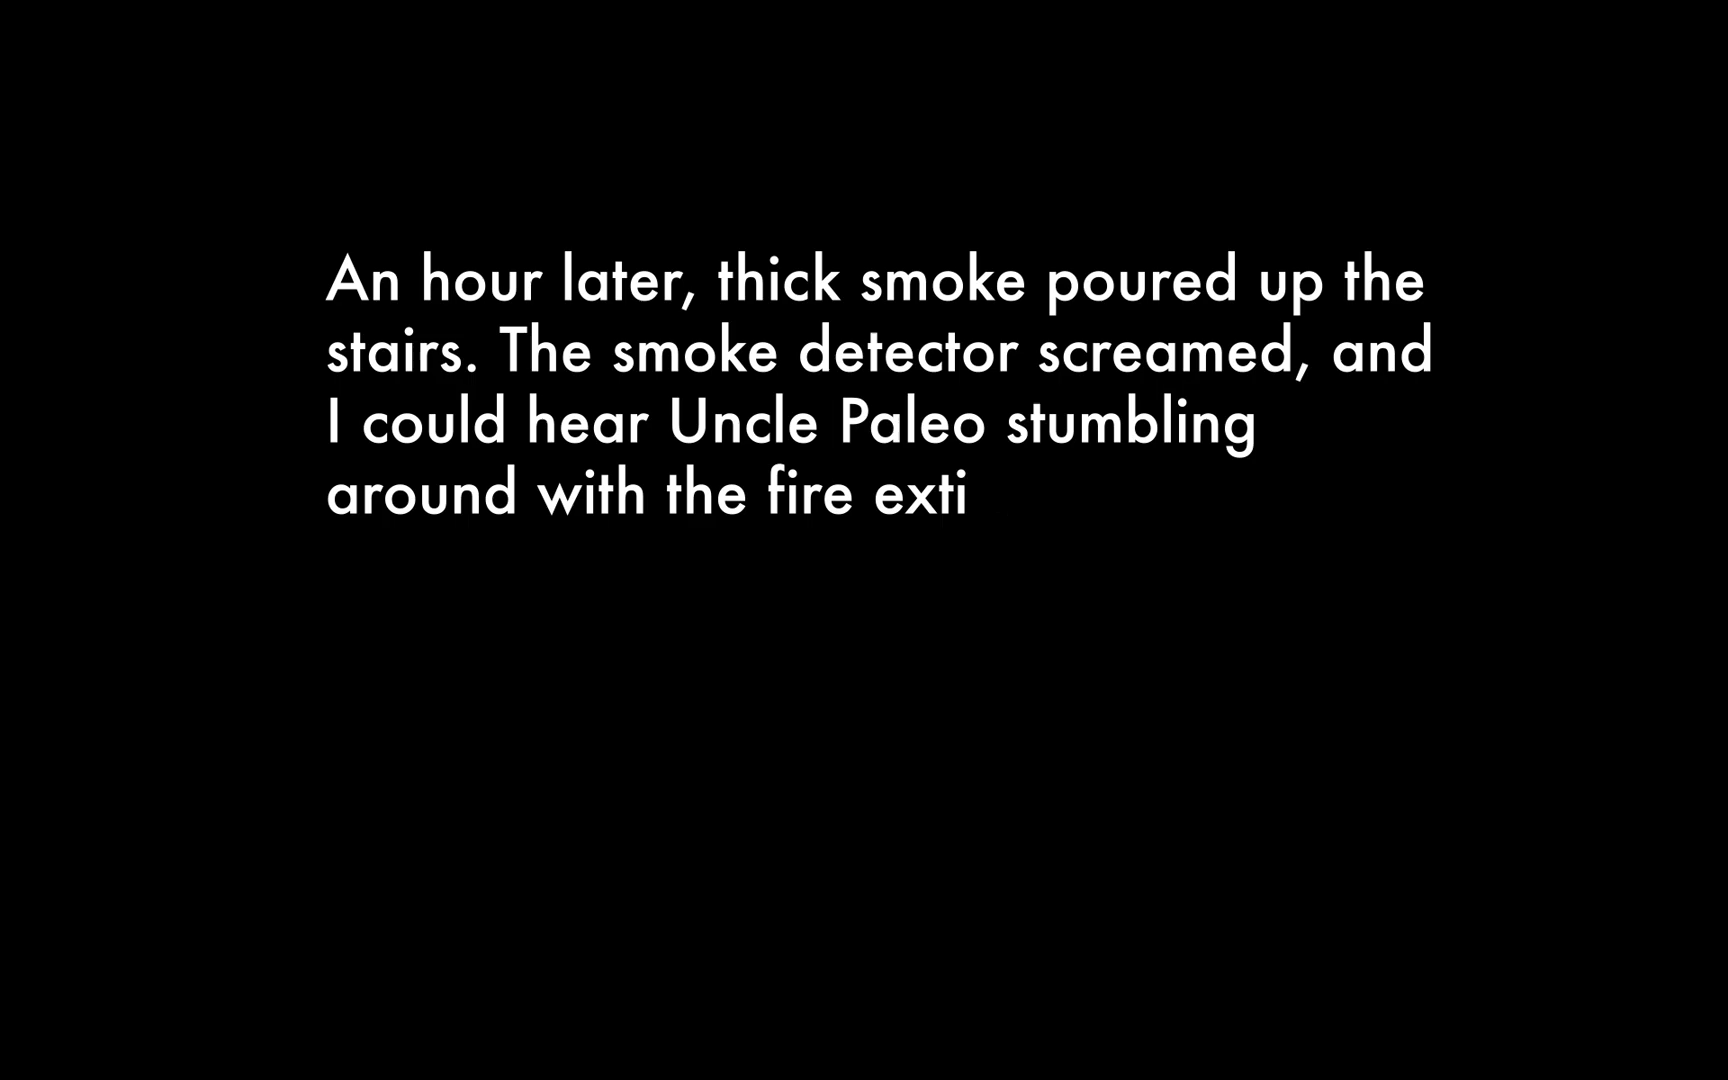 An hour later, thick smoke poured up the
stairs. The smoke detector screamed, and
I could hear Uncle Paleo stumbling
around with the fire exti